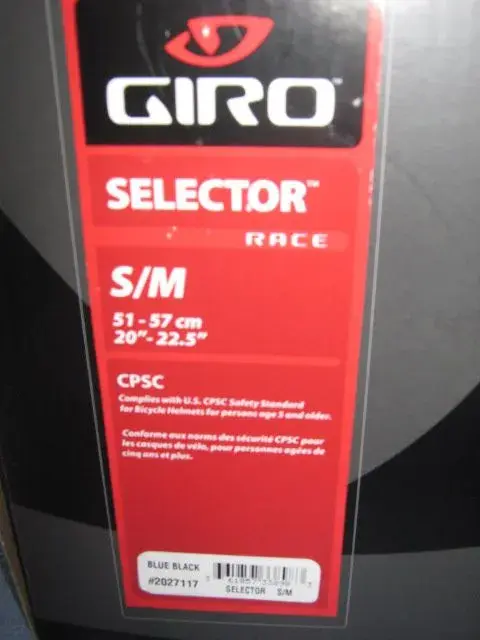 GIRO
SELECTOR™
RACE
S/M
51 - 57 cm
20" - 22.5"
CPSC
Complies with U.S. CPSC Safety Standard
for Bicycle Helmets for persons age 5 and older.
Conforme aux norms des sécurité CPSC pour
les casques de vélo, pour personnes agées de
cinq ans et plus.
BLUE BLACK
#2027117
SELECTOR S/M